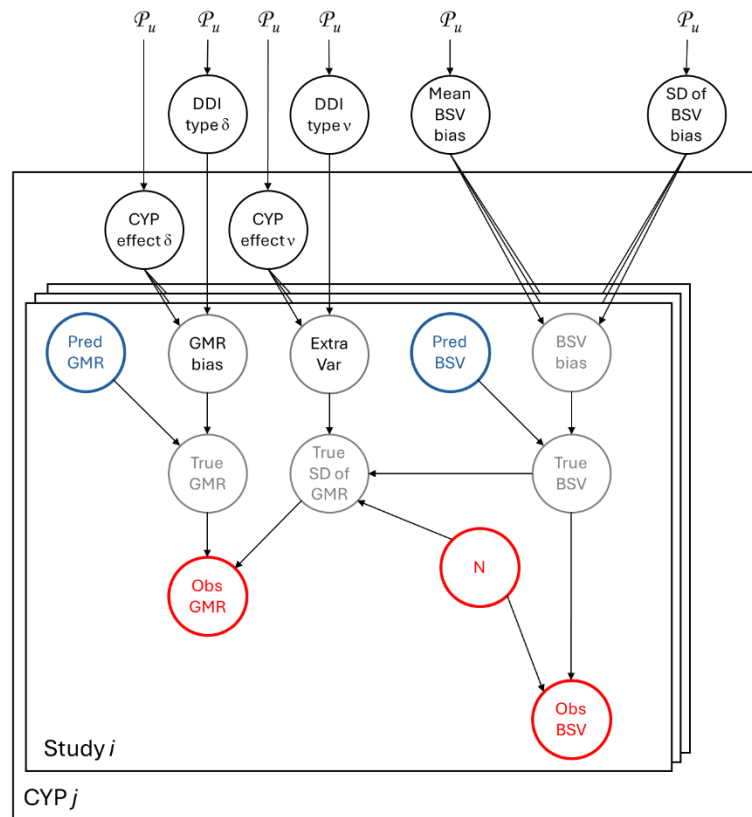 𝒫u
𝒫u
𝒫u
𝒫u
𝒫u
𝒫u
DDI
type δ
DDI
type ν
Mean
BSV
bias
SD of
BSV
bias
CYP
effect δ
CYP
effect ν
Pred
GMR
GMR
bias
Extra
Var
Pred
BSV
BSV
bias
True
GMR
True
SD of
GMR
True
BSV
Obs
GMR
N
Obs
BSV
Study i
CYP j